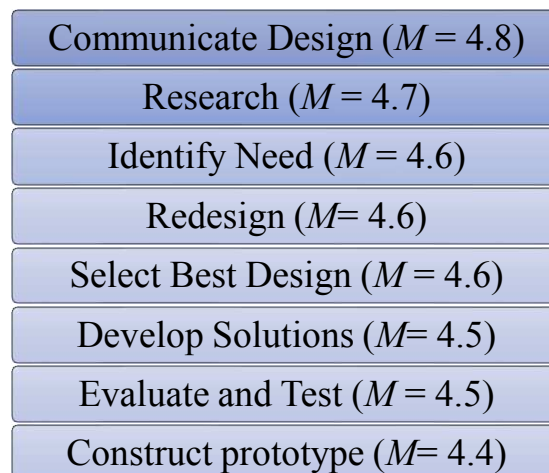 Communicate Design (M = 4.8)
Research (M = 4.7)
Identify Need (M = 4.6)
Redesign (M= 4.6)
Select Best Design (M = 4.6)
Develop Solutions (M= 4.5)
Evaluate and Test (M = 4.5)
Construct prototype (M= 4.4)